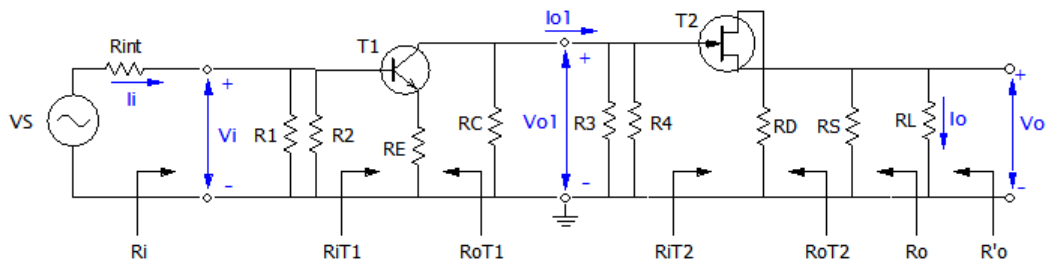 Io1
T2
T1
Rint
+
+
+
Ii
VS
Vi
R1
R2
RE
RC
Vo1
R3
R4
RD
RS
RL
Io
Vo
-
-
-
Ri
RiT1
RoT1
RiT2
RoT2
Ro
R'o